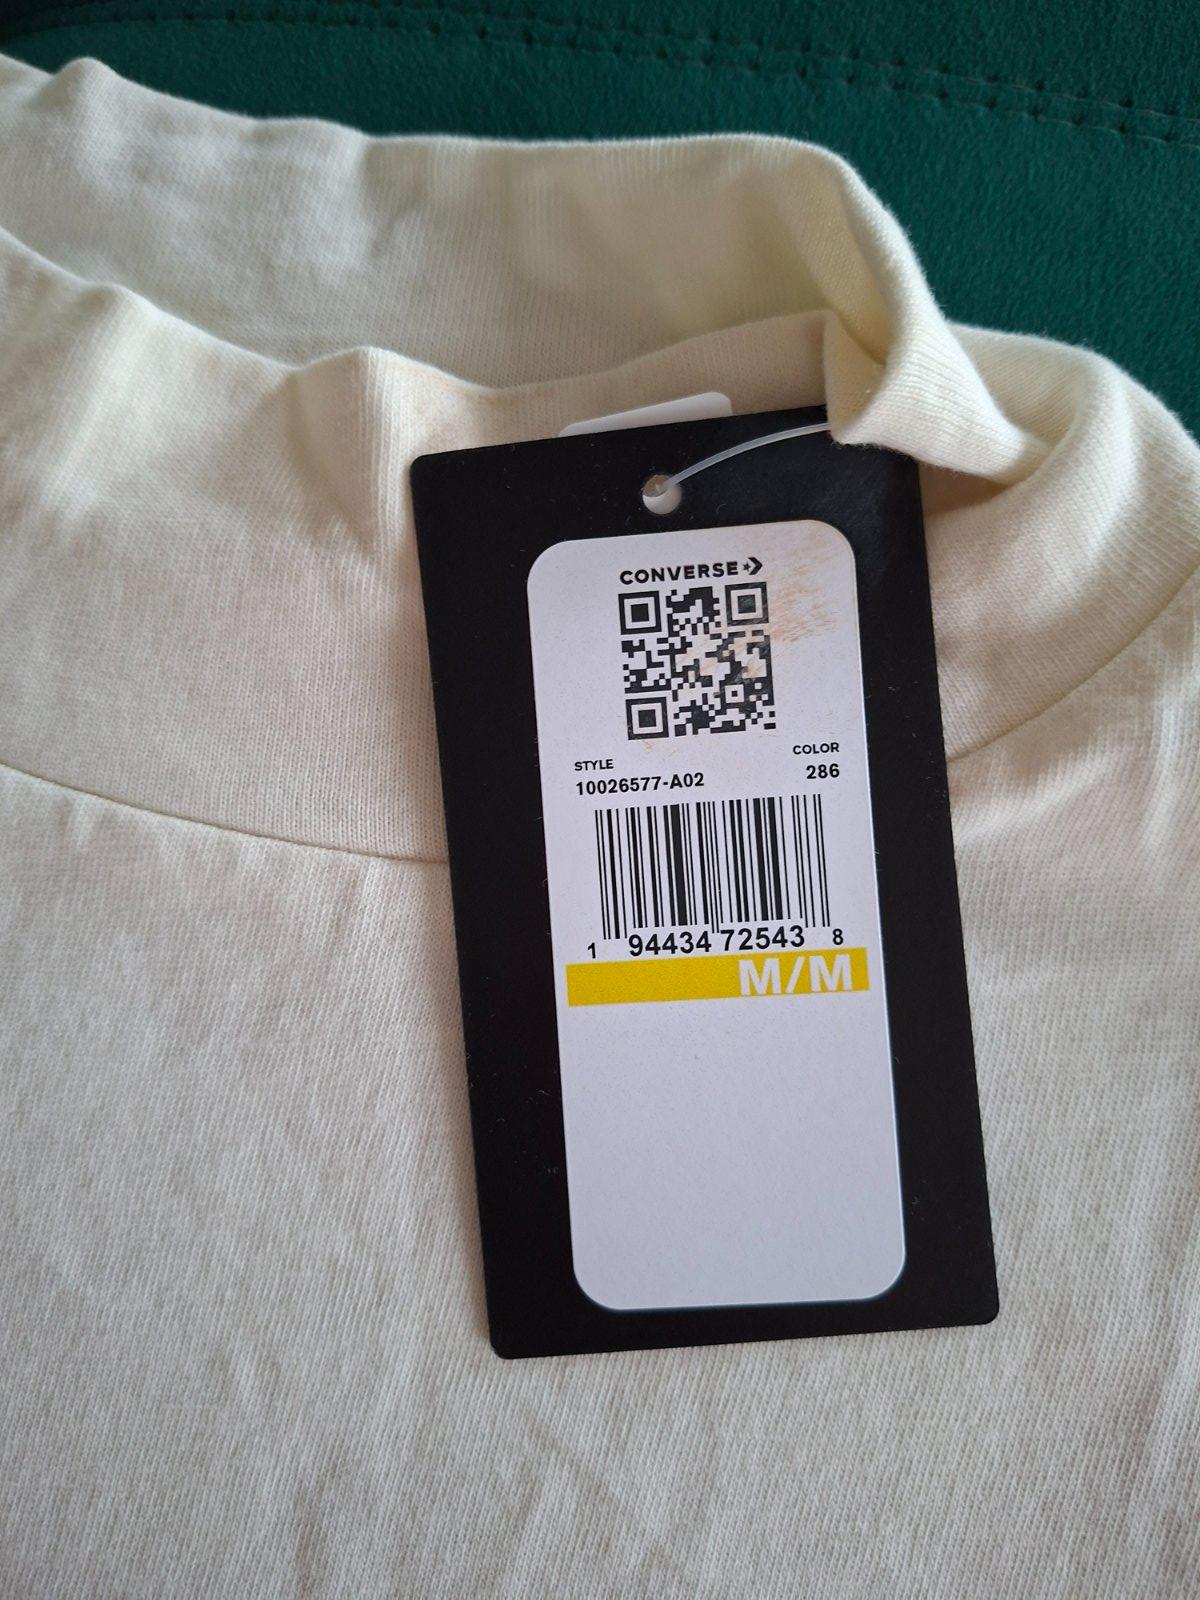 CONVERSE
STYLE COLOR
10026577-A02 286
1 94434 72543 8
M/M